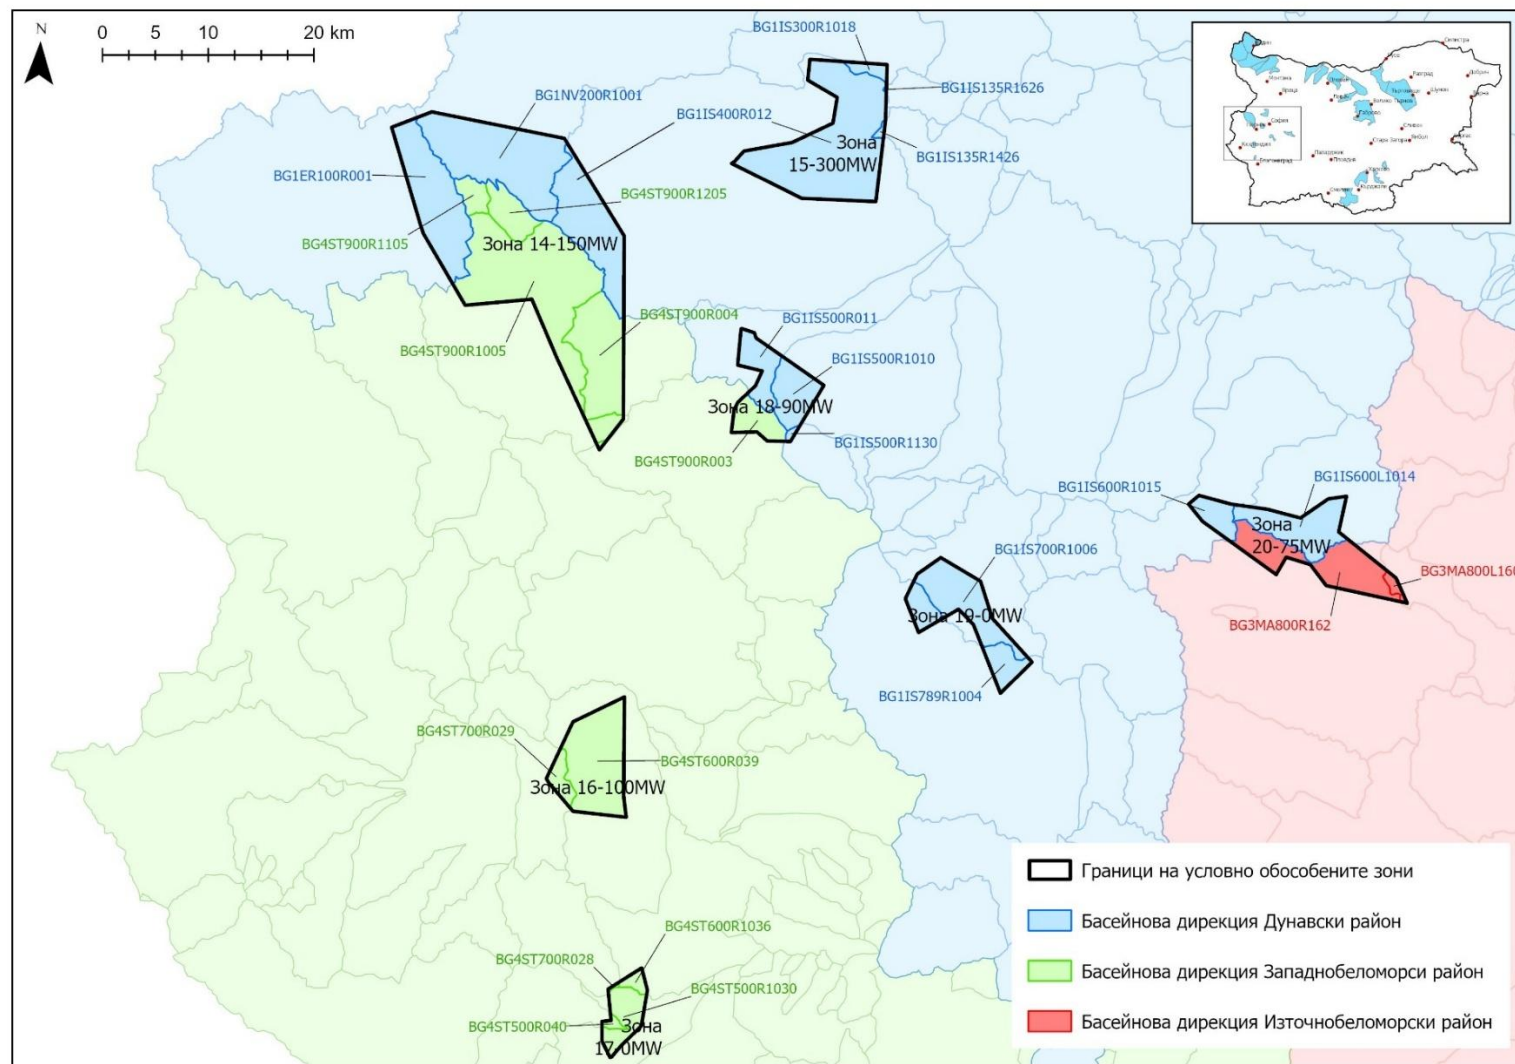 N
0 5 10 20 km
BG1IS300R1018
BG1NV200R1001
BG1IS400R012
BG1IS135R1626
Зона
15-300MW
BG1IS135R1426
BG1ER100R001
BG4ST900R1205
BG4ST900R1105
Зона 14-150MW
BG4ST900R004
BG4ST900R1005
BG1IS500R011
BG1IS500R1010
Зона 18-90MW
BG1IS500R1130
BG4ST900R003
BG1IS600L1014
BG1IS600R1015
Зона
20-75MW
BG3MA800L160
BG3MA800R162
BG1IS700R1006
Зона 19-0MW
BG1IS789R1004
BG4ST700R029
BG4ST600R039
Зона 16-100MW
BG4ST600R1036
BG4ST700R028
BG4ST500R1030
BG4ST500R040
Зона
17-0MW
Граници на условно обособените зони
Басейнова дирекция Дунавски район
Басейнова дирекция Западнобеломорси район
Басейнова дирекция Източнобеломорски район